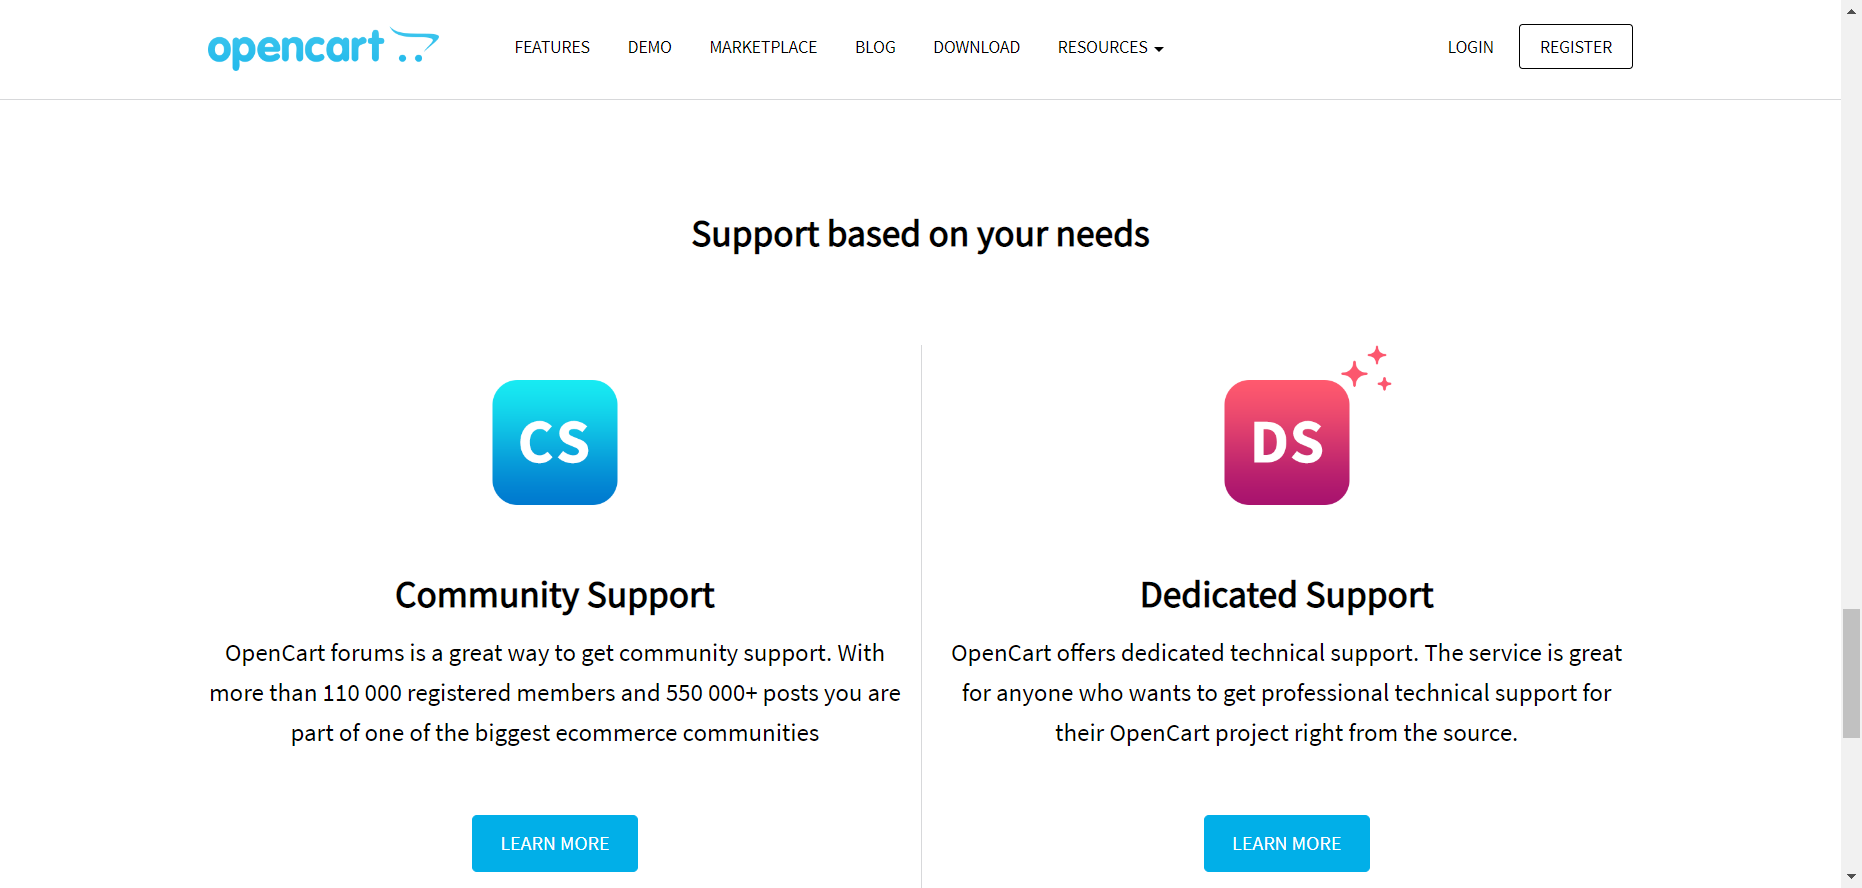 opencart
FEATURES
DEMO
MARKETPLACE
BLOG
DOWNLOAD
RESOURCES
LOGIN
REGISTER
Support based on your needs
CS
Community Support
OpenCart forums is a great way to get community support. With
more than 110 000 registered members and 550 000+ posts you are
part of one of the biggest ecommerce communities
LEARN MORE
DS
Dedicated Support
OpenCart offers dedicated technical support. The service is great
for anyone who wants to get professional technical support for
their OpenCart project right from the source.
LEARN MORE